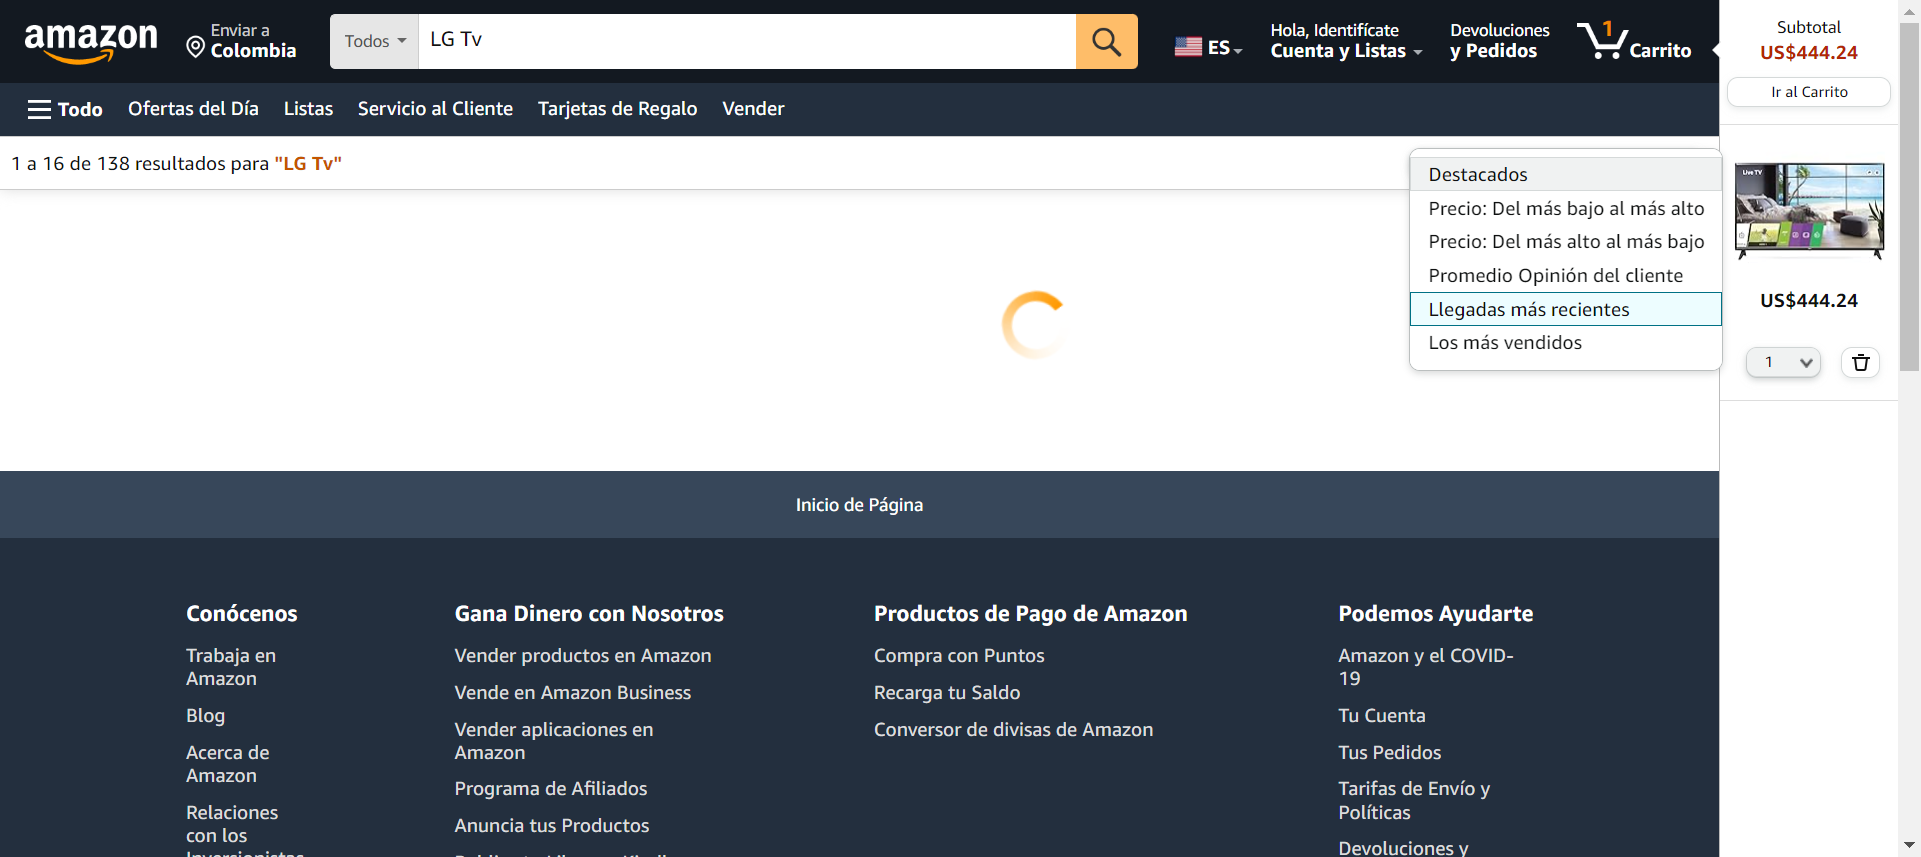 amazon
Enviar a
Colombia
Todos
LG Tv
ES
Hola, Identifícate
Cuenta y Listas
Devoluciones
y Pedidos
1
Carrito
Subtotal
US$444.24
Ir al Carrito
Todo
Ofertas del Día
Listas
Servicio al Cliente
Tarjetas de Regalo
Vender
1 a 16 de 138 resultados para "LG Tv"
Destacados
Precio: Del más bajo al más alto
Precio: Del más alto al más bajo
Promedio Opinión del cliente
Llegadas más recientes
Los más vendidos
Live TV
US$444.24
1
Inicio de Página
Conócenos
Trabaja en
Amazon
Blog
Acerca de
Amazon
Relaciones
con los
Inversionistas
Gana Dinero con Nosotros
Vender productos en Amazon
Vende en Amazon Business
Vender aplicaciones en
Amazon
Programa de Afiliados
Anuncia tus Productos
Productos de Pago de Amazon
Compra con Puntos
Recarga tu Saldo
Conversor de divisas de Amazon
Podemos Ayudarte
Amazon y el COVID-
19
Tu Cuenta
Tus Pedidos
Tarifas de Envío y
Políticas
Devoluciones y